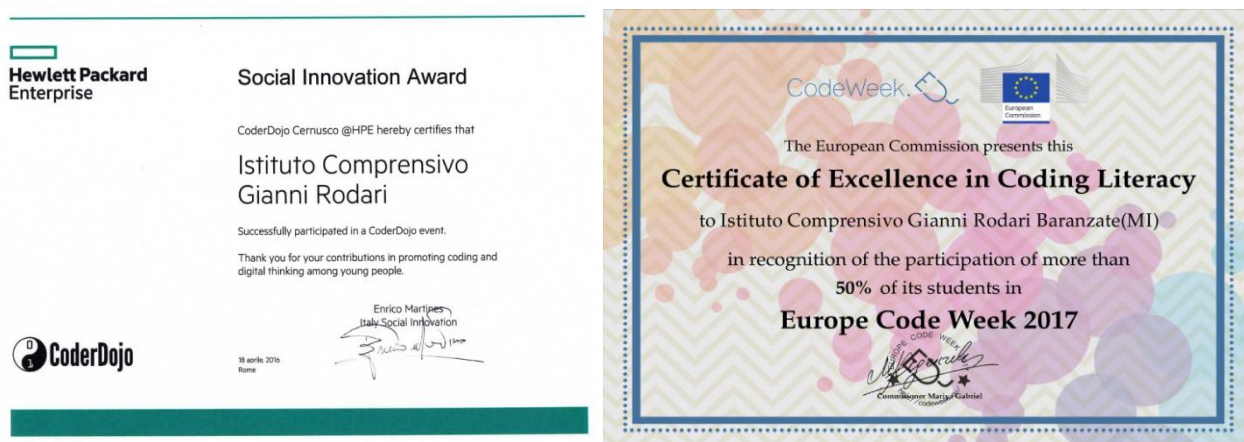 Hewlett Packard
Enterprise
Social Innovation Award
CoderDojo Cernusco @HPE hereby certifies that
Istituto Comprensivo
Gianni Rodari
Successfully participated in a CoderDojo event.
Thank you for your contributions in promoting coding and
digital thinking among young people.
Enrico Martines
Italy Social Innovation
CoderDojo
18 aprile, 2016
Rome
CodeWeek.EU
European
Commission
The European Commission presents this
Certificate of Excellence in Coding Literacy
to Istituto Comprensivo Gianni Rodari Baranzate(MI)
in recognition of the participation of more than
50% of its students in
Europe Code Week 2017
EUROPE CODE WEEK
Commissioner Mariya Gabriel